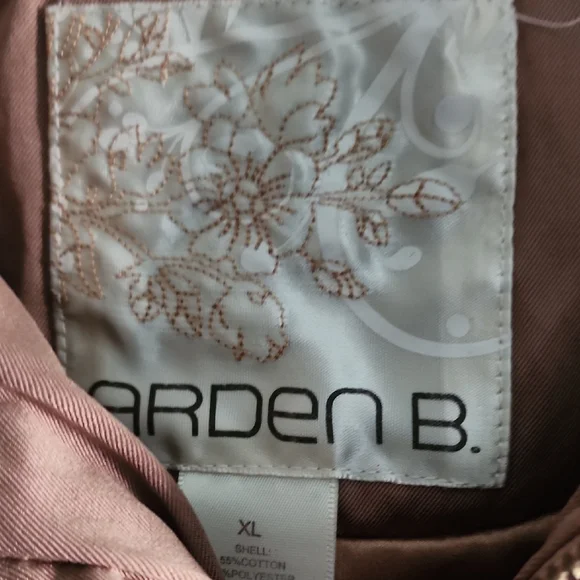 ARDEN B.
XL
SHELL:
55%COTTON
%POLYESTER